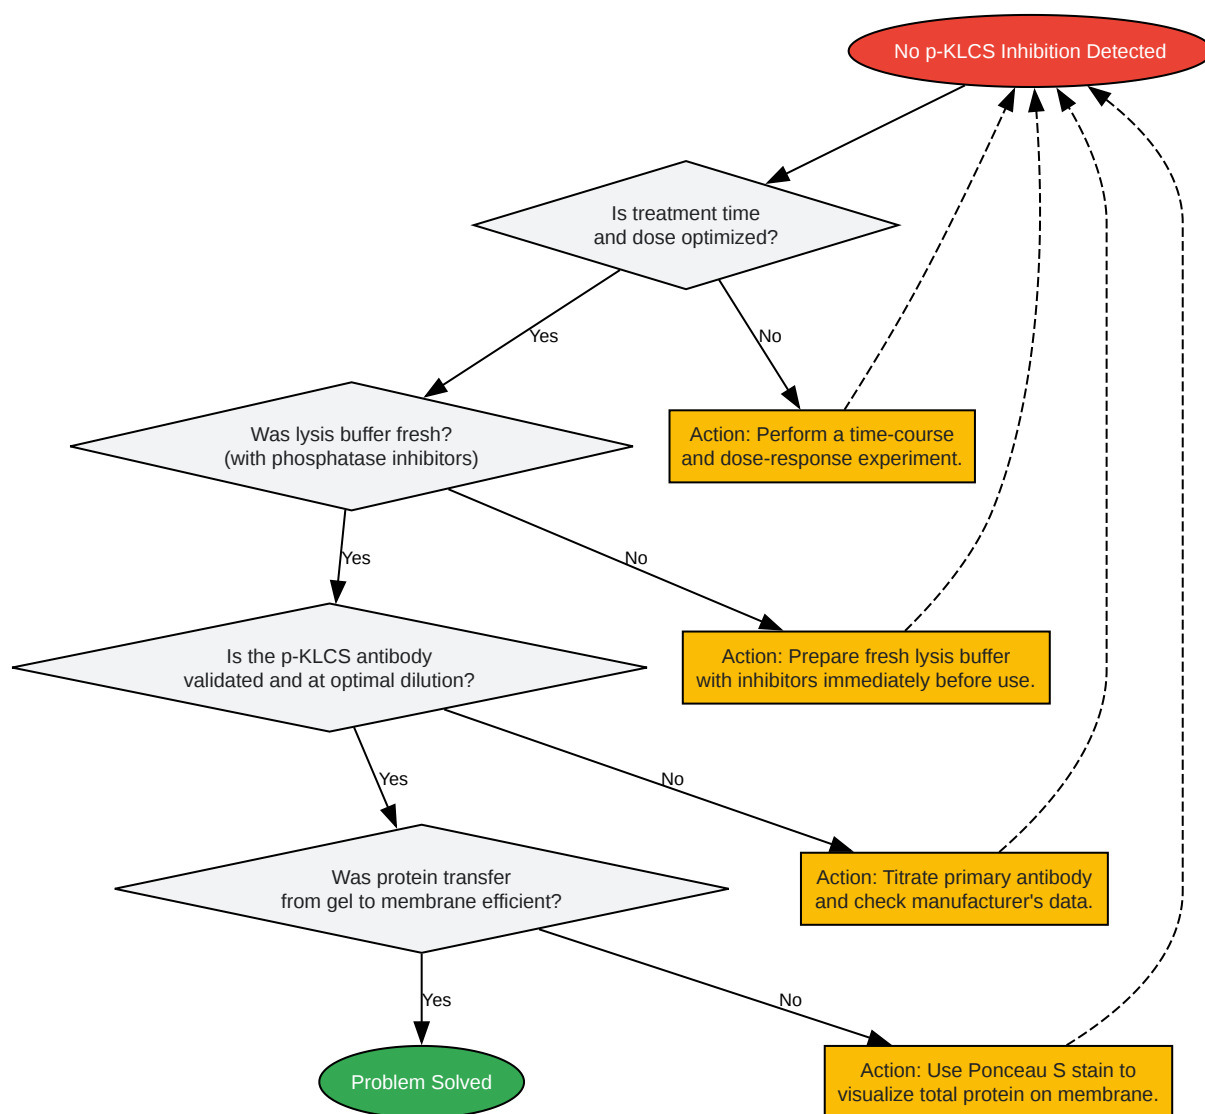 No p-KLCS Inhibition Detected
Is treatment time
and dose optimized?
Yes
No
Was lysis buffer fresh?
(with phosphatase inhibitors)
Action: Perform a time-course
and dose-response experiment.
Yes
No
Is the p-KLCS antibody
validated and at optimal dilution?
Action: Prepare fresh lysis buffer
with inhibitors immediately before use.
Yes
No
Was protein transfer
from gel to membrane efficient?
Action: Titrate primary antibody
and check manufacturer's data.
Yes
No
Problem Solved
Action: Use Ponceau S stain to
visualize total protein on membrane.